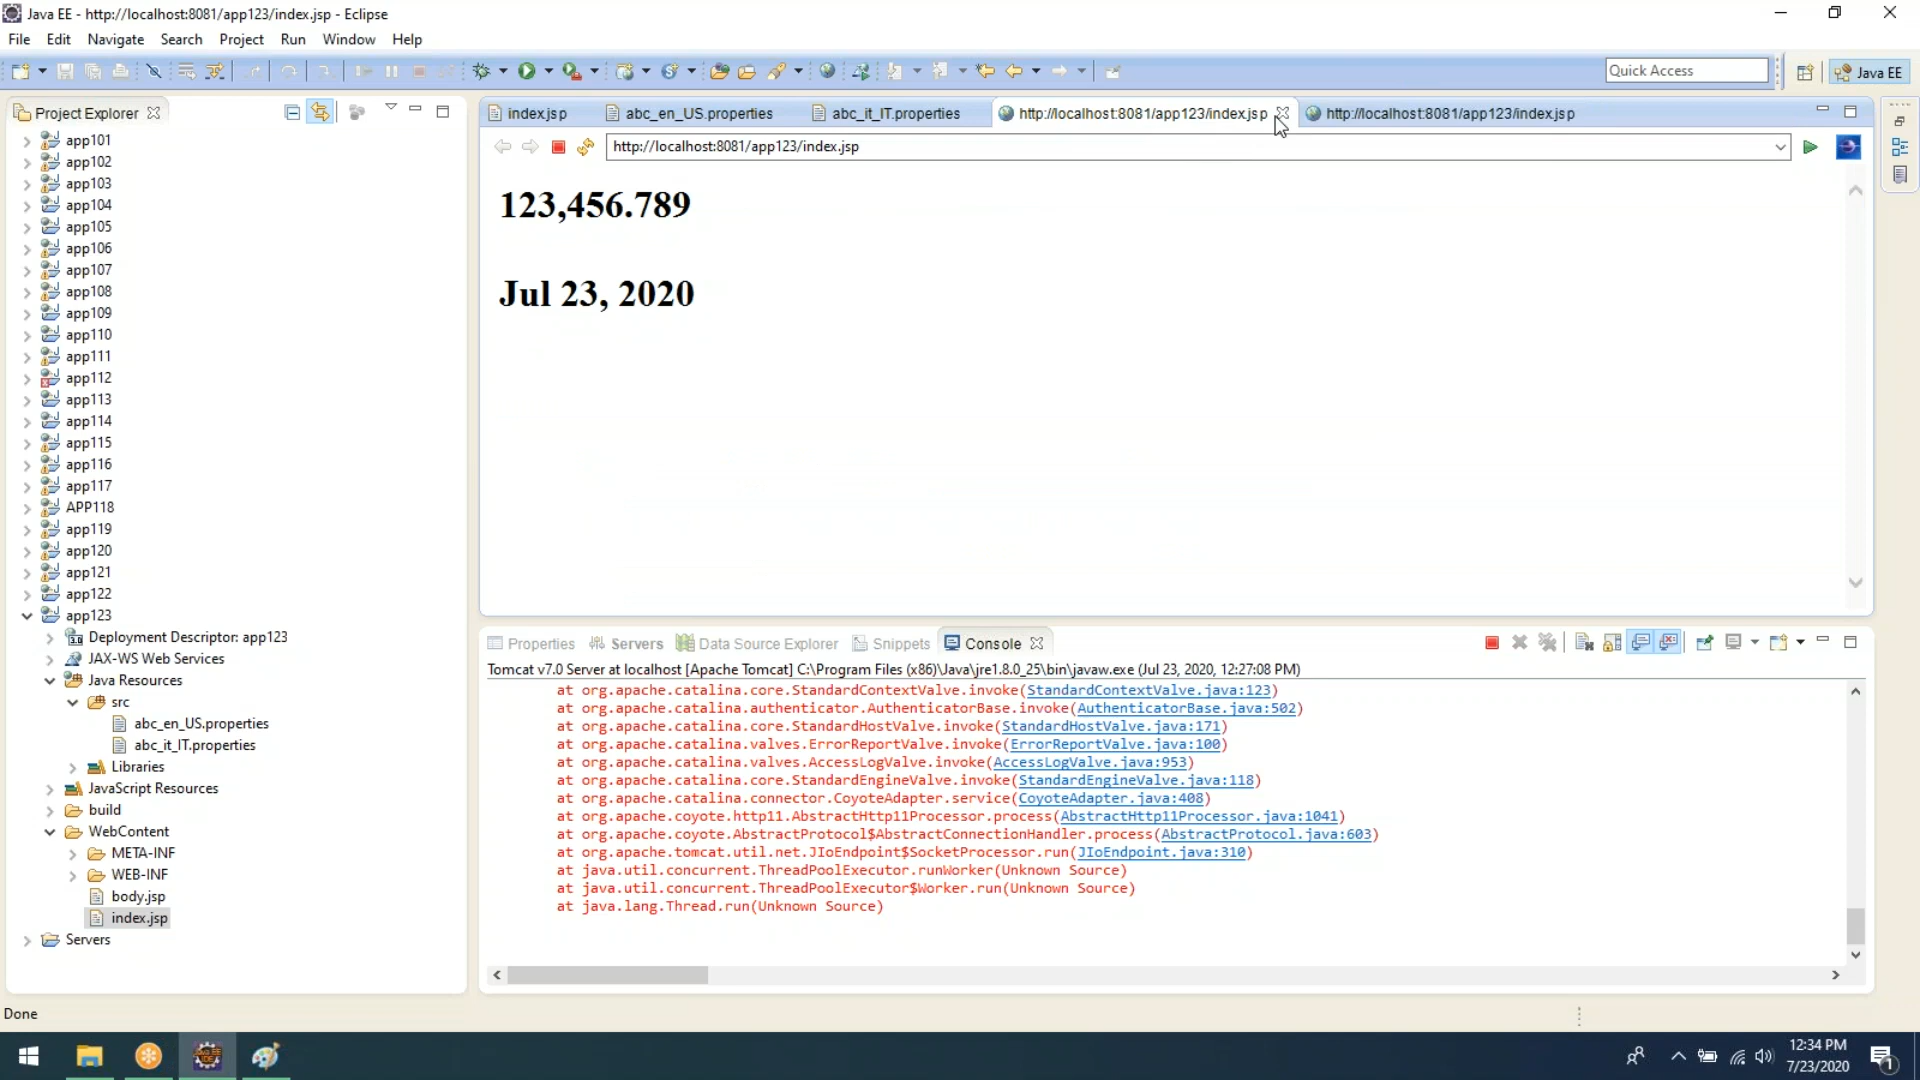 Java EE - http://localhost:8081/app123/index.jsp - Eclipse
File Edit Navigate Search Project Run Window Help
Quick Access
Java EE
Project Explorer
index.jsp
abc_en_US.properties
abc_it_IT.properties
http://localhost:8081/app123/index.jsp
http://localhost:8081/app123/index.jsp
http://localhost:8081/app123/index.jsp
123,456.789
Jul 23, 2020
app101
app102
app103
app104
app105
app106
app107
app108
app109
app110
app111
app112
app113
app114
app115
app116
app117
APP118
app119
app120
app121
app122
app123
Deployment Descriptor: app123
JAX-WS Web Services
Java Resources
src
abc_en_US.properties
abc_it_IT.properties
Libraries
JavaScript Resources
build
WebContent
META-INF
WEB-INF
body.jsp
index.jsp
Servers
Properties Servers Data Source Explorer Snippets Console
Tomcat v7.0 Server at localhost [Apache Tomcat] C:\Program Files (x86)\Java\jre1.8.0_25\bin\javaw.exe (Jul 23, 2020, 12:27:08 PM)
at org.apache.catalina.core.StandardContextValve.invoke(StandardContextValve.java:123)
at org.apache.catalina.authenticator.AuthenticatorBase.invoke(AuthenticatorBase.java:502)
at org.apache.catalina.core.StandardHostValve.invoke(StandardHostValve.java:171)
at org.apache.catalina.valves.ErrorReportValve.invoke(ErrorReportValve.java:100)
at org.apache.catalina.valves.AccessLogValve.invoke(AccessLogValve.java:953)
at org.apache.catalina.core.StandardEngineValve.invoke(StandardEngineValve.java:118)
at org.apache.catalina.connector.CoyoteAdapter.service(CoyoteAdapter.java:408)
at org.apache.coyote.http11.AbstractHttp11Processor.process(AbstractHttp11Processor.java:1041)
at org.apache.coyote.AbstractProtocol$AbstractConnectionHandler.process(AbstractProtocol.java:603)
at org.apache.tomcat.util.net.JIoEndpoint$SocketProcessor.run(JIoEndpoint.java:310)
at java.util.concurrent.ThreadPoolExecutor.runWorker(Unknown Source)
at java.util.concurrent.ThreadPoolExecutor$Worker.run(Unknown Source)
at java.lang.Thread.run(Unknown Source)
Done
12:34 PM
7/23/2020
1